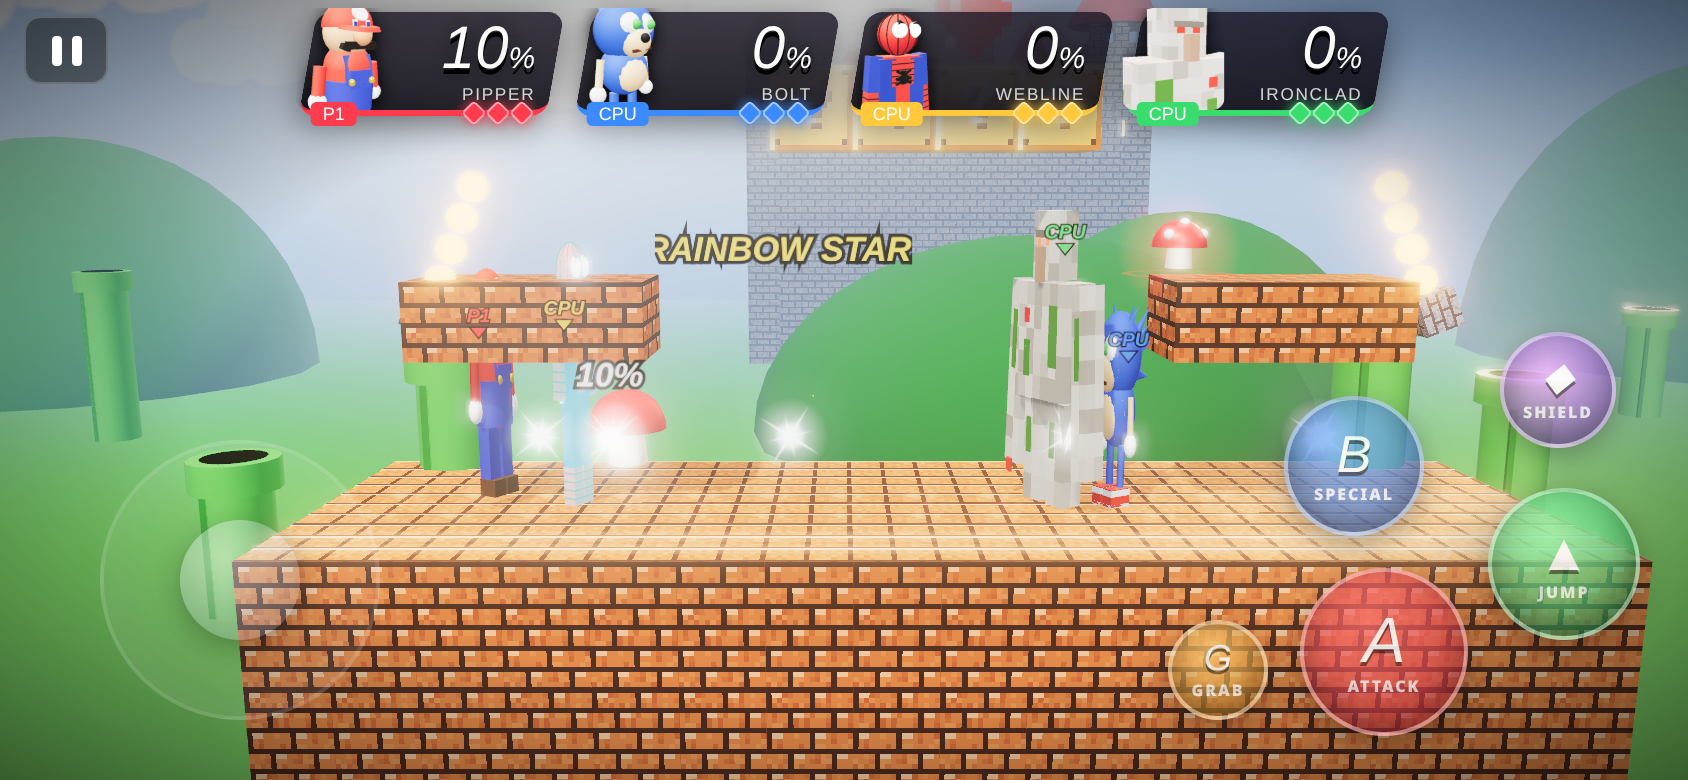 10%
PIPPER
P1
0%
BOLT
CPU
0%
WEBLINE
CPU
0%
IRONCLAD
CPU
CPU
RAINBOW STAR
P1
CPU
CPU
10%
SHIELD
B
SPECIAL
JUMP
G
GRAB
A
ATTACK